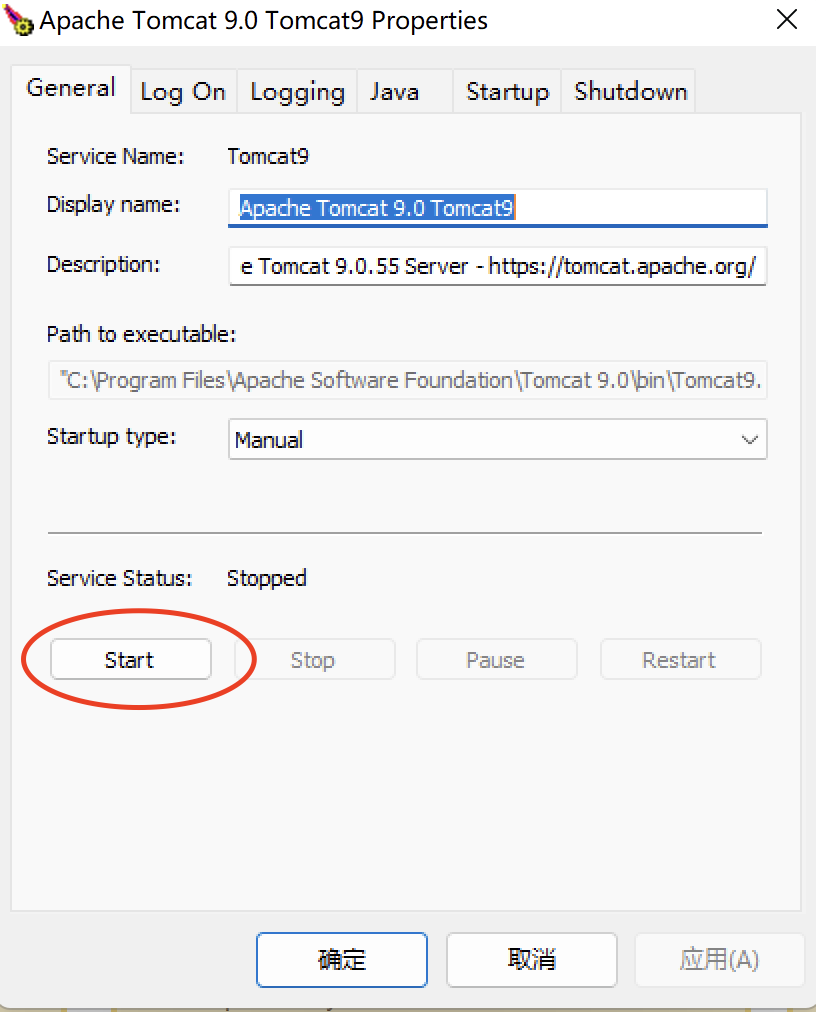 Apache Tomcat 9.0 Tomcat9 Properties
General Log On Logging Java Startup Shutdown
Service Name: Tomcat9
Display name: Apache Tomcat 9.0 Tomcat9
Description: e Tomcat 9.0.55 Server - https://tomcat.apache.org/
Path to executable:
"C:\Program Files\Apache Software Foundation\Tomcat 9.0\bin\Tomcat9.
Startup type: Manual
Service Status: Stopped
Start Stop Pause Restart
确定 取消 应用(A)